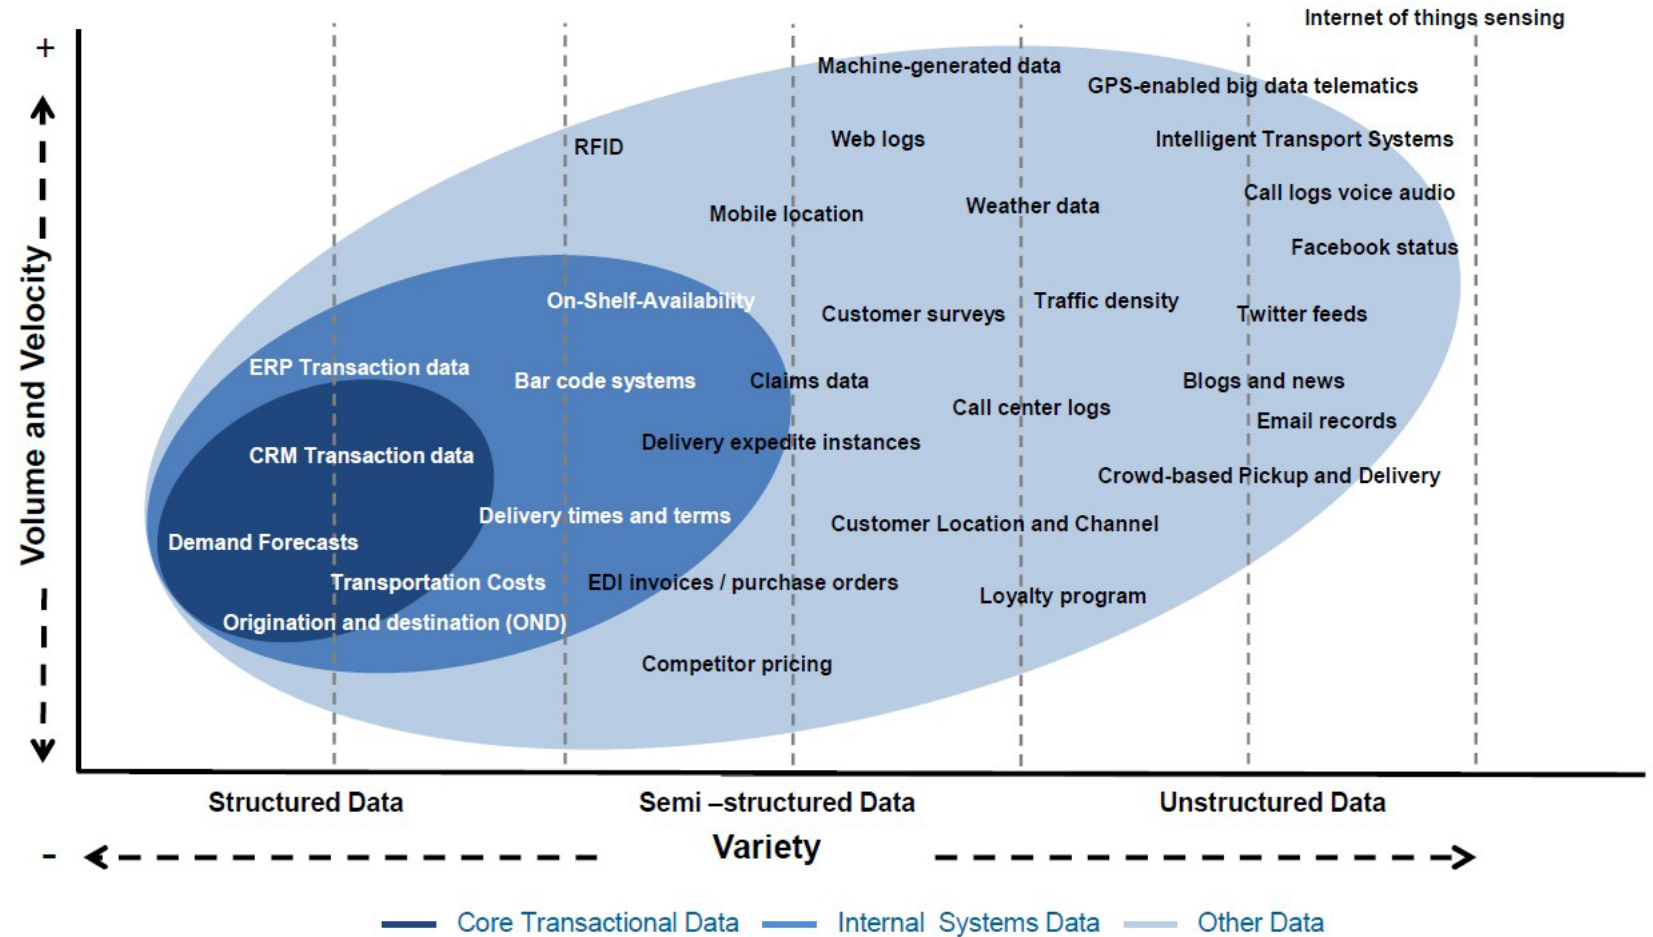 Internet of things sensing
+
Machine-generated data
GPS-enabled big data telematics
RFID
Web logs
Intelligent Transport Systems
Call logs voice audio
Mobile location
Weather data
Facebook status
On-Shelf-Availability
Customer surveys
Traffic density
Twitter feeds
ERP Transaction data
Bar code systems
Claims data
Blogs and news
Call center logs
Email records
Delivery expedite instances
CRM Transaction data
Crowd-based Pickup and Delivery
Delivery times and terms
Customer Location and Channel
Demand Forecasts
Transportation Costs
EDI invoices / purchase orders
Loyalty program
Origination and destination (OND)
Competitor pricing
Volume and Velocity
Structured Data
Semi –structured Data
Unstructured Data
-
Variety
Core Transactional Data
Internal Systems Data
Other Data